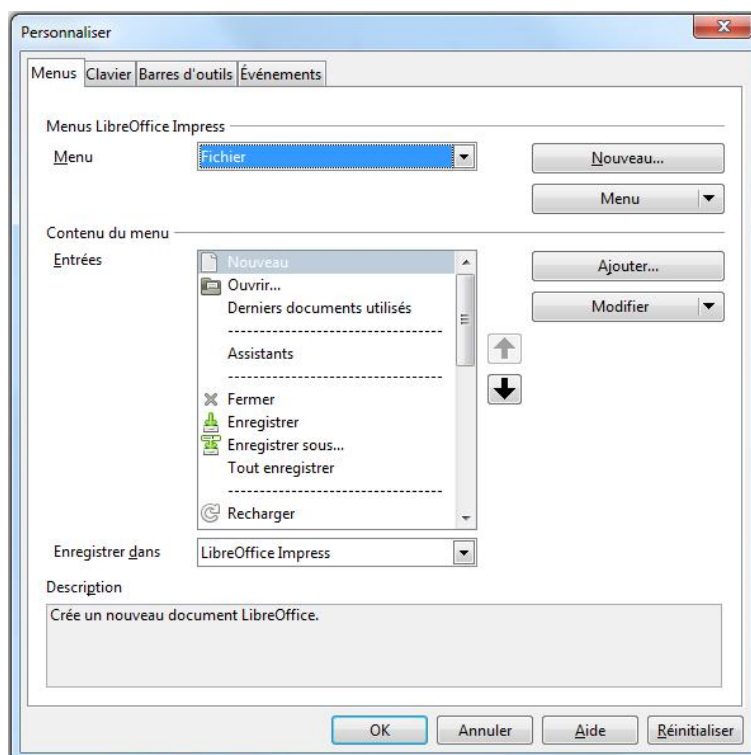 Personnaliser
Menus Clavier Barres d'outils Événements
Menus LibreOffice Impress
Menu Fichier Nouveau...
Menu
Contenu du menu
Entrées Nouveau Ajouter...
Ouvrir...
Derniers documents utilisés Modifier
-----------------------------------
Assistants
-----------------------------------
Fermer
Enregistrer
Enregistrer sous...
Tout enregistrer
-----------------------------------
Recharger
Enregistrer dans LibreOffice Impress
Description
Crée un nouveau document LibreOffice.
OK Annuler Aide Réinitialiser